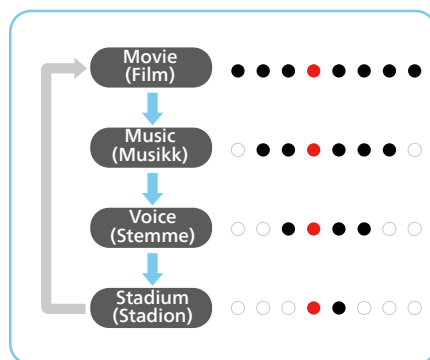 Movie
(Film)
Music
(Musikk)
Voice
(Stemme)
Stadium
(Stadion)